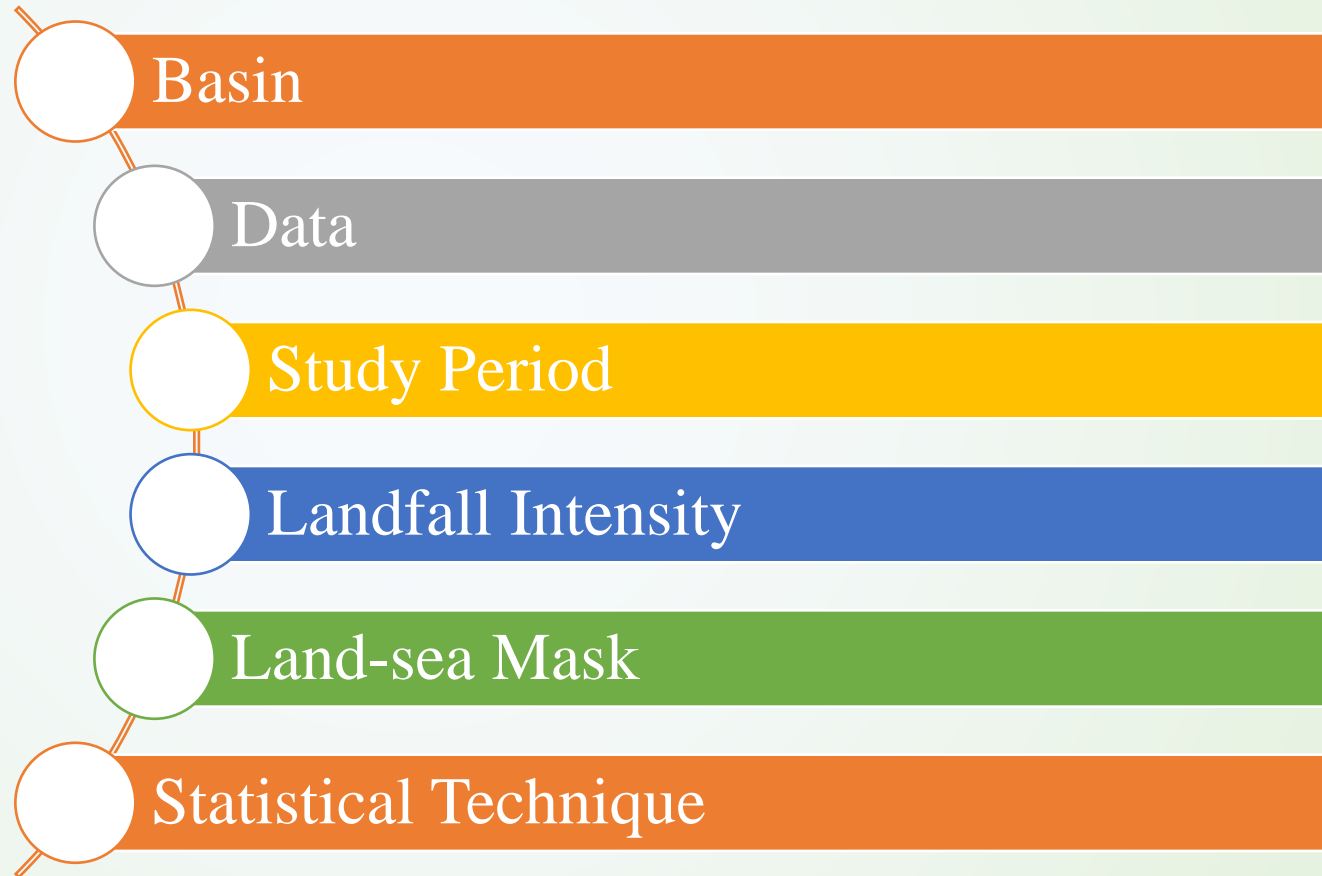 Basin
Data
Study Period
Landfall Intensity
Land-sea Mask
Statistical Technique